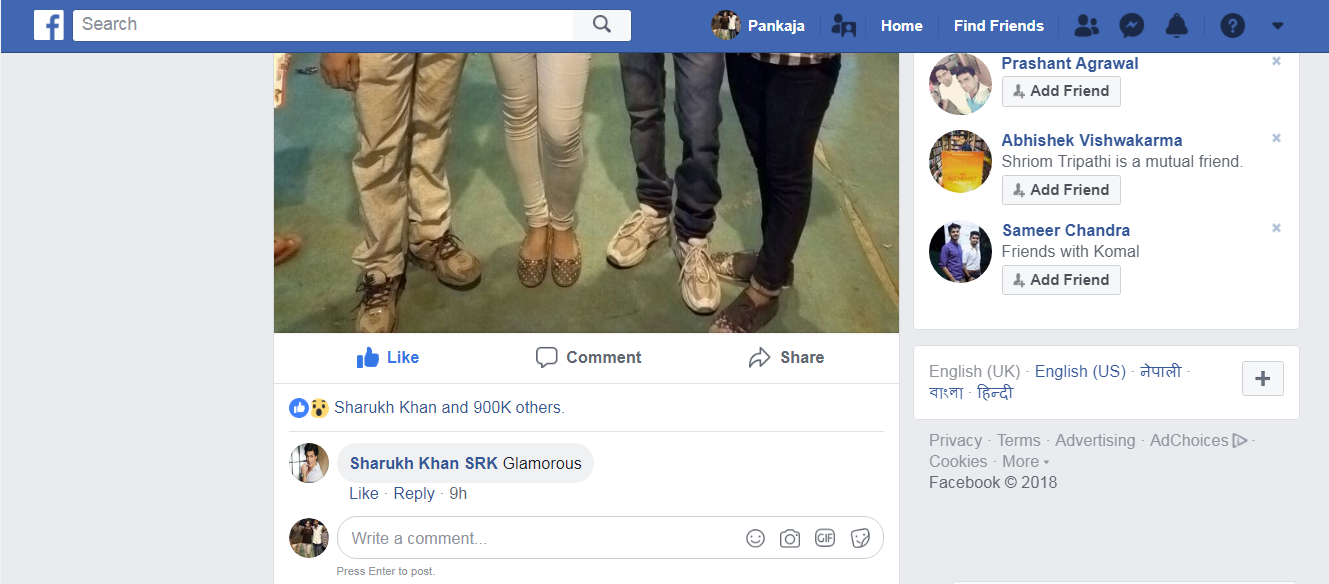 f Search Pankaja Home Find Friends
Prashant Agrawal
Add Friend
Abhishek Vishwakarma
Shriom Tripathi is a mutual friend.
Add Friend
Sameer Chandra
Friends with Komal
Add Friend
Like Comment Share
Sharukh Khan and 900K others.
Sharukh Khan SRK Glamorous
Like · Reply · 9h
Write a comment... GIF
Press Enter to post.
English (UK) · English (US) · नेपाली ·
বাংলা · हिन्दी
Privacy · Terms · Advertising · AdChoices ·
Cookies · More
Facebook © 2018